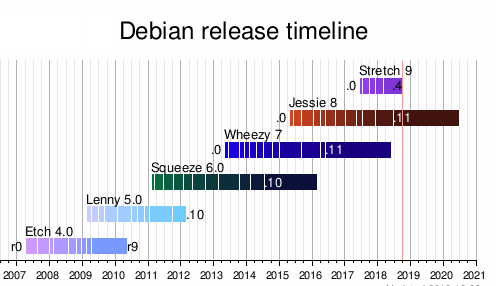 Debian release timeline
Stretch 9
.0 .4
Jessie 8
.0 .11
Wheezy 7
.0 .11
Squeeze 6.0
.10
Lenny 5.0
.10
Etch 4.0
r0 r9
2007 2008 2009 2010 2011 2012 2013 2014 2015 2016 2017 2018 2019 2020 2021